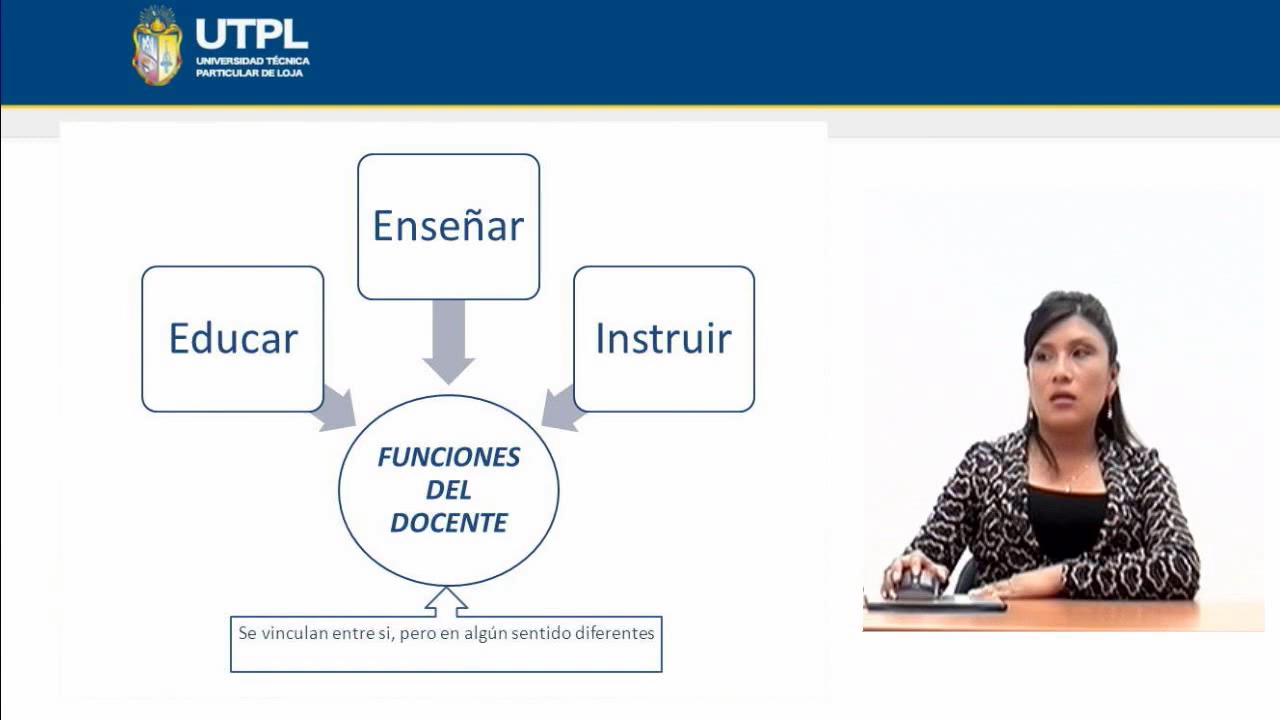 UTPL
UNIVERSIDAD TÉCNICA
PARTICULAR DE LOJA
Enseñar
Educar
Instruir
FUNCIONES
DEL
DOCENTE
Se vinculan entre si, pero en algún sentido diferentes